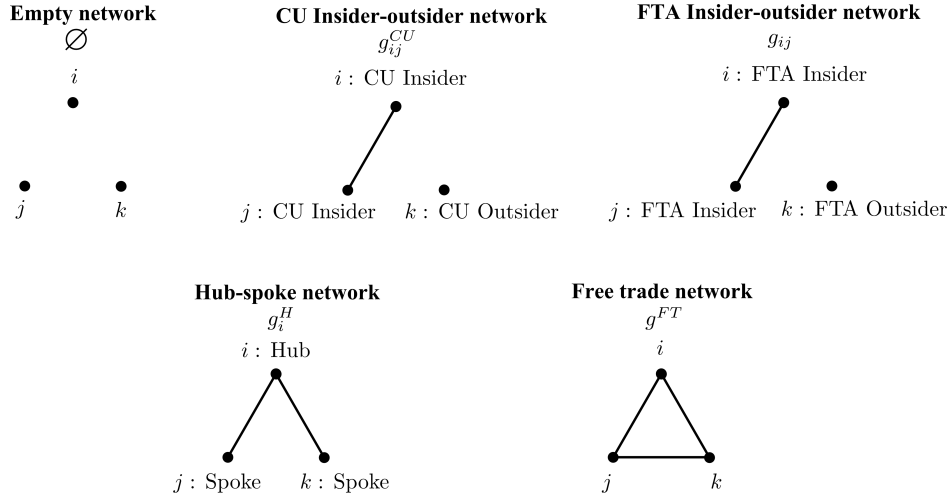 Empty network
∅
i
j
k
CU Insider-outsider network
g_{ij}^{CU}
i : CU Insider
j : CU Insider
k : CU Outsider
FTA Insider-outsider network
g_{ij}
i : FTA Insider
j : FTA Insider
k : FTA Outsider
Hub-spoke network
g_i^H
i : Hub
j : Spoke
k : Spoke
Free trade network
g^{FT}
i
j
k